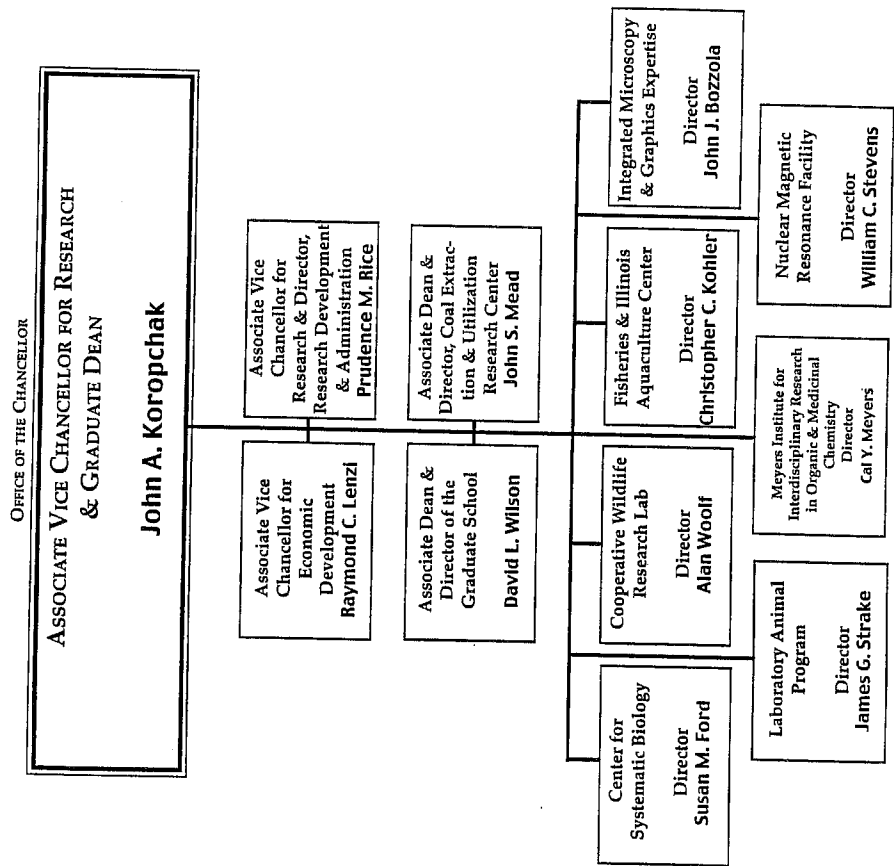 OFFICE OF THE CHANCELLOR
ASSOCIATE VICE CHANCELLOR FOR RESEARCH
& GRADUATE DEAN
John A. Koropchak
Associate Vice
Chancellor for
Economic
Development
Raymond C. Lenzi
Associate Vice
Chancellor for
Research & Director,
Research Development
& Administration
Prudence M. Rice
Associate Dean &
Director of the
Graduate School
David L. Wilson
Associate Dean &
Director, Coal Extrac-
tion & Utilization
Research Center
John S. Mead
Center for
Systematic Biology
Director
Susan M. Ford
Cooperative Wildlife
Research Lab
Director
Alan Woolf
Fisheries & Illinois
Aquaculture Center
Director
Christopher C. Kohler
Integrated Microscopy
& Graphics Expertise
Director
John J. Bozzola
Laboratory Animal
Program
Director
James G. Strake
Meyers Institute for
Interdisciplinary Research
in Organic & Medicinal
Chemistry
Director
Cal Y. Meyers
Nuclear Magnetic
Resonance Facility
Director
William C. Stevens